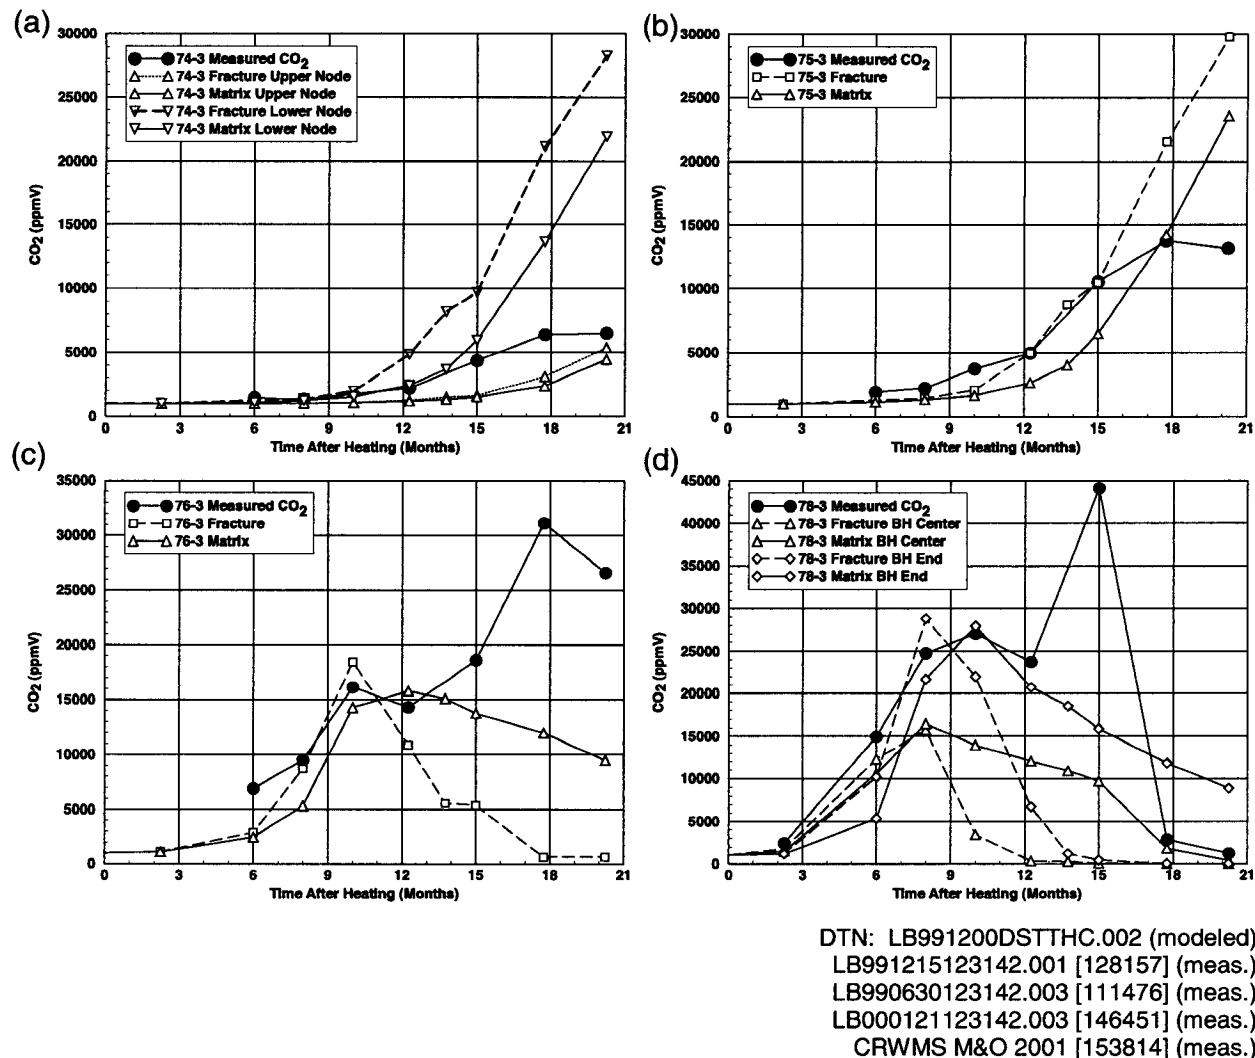 (a)
30000
25000
20000
15000
10000
5000
0
CO2 (ppmV)
74-3 Measured CO2
74-3 Fracture Upper Node
74-3 Matrix Upper Node
74-3 Fracture Lower Node
74-3 Matrix Lower Node
0 3 6 9 12 15 18 21
Time After Heating (Months)
(b)
30000
25000
20000
15000
10000
5000
0
CO2 (ppmV)
75-3 Measured CO2
75-3 Fracture
75-3 Matrix
0 3 6 9 12 15 18 21
Time After Heating (Months)
(c)
35000
30000
25000
20000
15000
10000
5000
0
CO2 (ppmV)
76-3 Measured CO2
76-3 Fracture
76-3 Matrix
0 3 6 9 12 15 18 21
Time After Heating (Months)
(d)
45000
40000
35000
30000
25000
20000
15000
10000
5000
0
CO2 (ppmV)
78-3 Measured CO2
78-3 Fracture BH Center
78-3 Matrix BH Center
78-3 Fracture BH End
78-3 Matrix BH End
0 3 6 9 12 15 18 21
Time After Heating (Months)
DTN: LB991200DSTTHC.002 (modeled)
LB991215123142.001 [128157] (meas.)
LB990630123142.003 [111476] (meas.)
LB000121123142.003 [146451] (meas.)
CRWMS M&O 2001 [153814] (meas.)